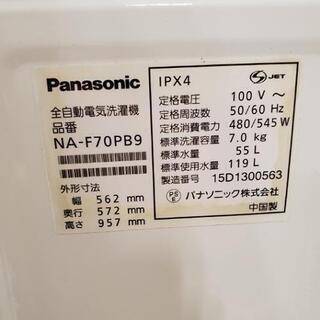 Panasonic
全自動電気洗濯機
品番
NA-F70PB9
外形寸法
幅 562 mm
奥行 572 mm
高さ 957 mm
IPX4
S JET
定格電圧 100 V ~
定格周波数 50/60 Hz
定格消費電力 480/545 W
標準洗濯容量 7.0 kg
標準水量 55 L
標準使用水量 119 L
製造番号 15D1300563
PS E パナソニック株式会社
中国製